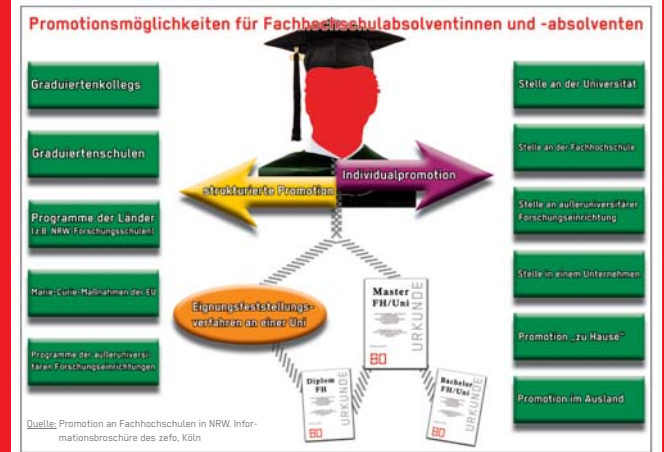 Promotionsmöglichkeiten für Fachhochschulabsolventinnen und -absolventen
Graduiertenkollegs
Graduiertenschulen
Programme der Länder
(z.B. NRW-Forschungsschulen)
Marie-Curie-Maßnahmen der EU
Programme der außeruniversi-
tären Forschungseinrichtungen
strukturierte Promotion
Individualpromotion
Stelle an der Universität
Stelle an der Fachhochschule
Stelle an außeruniversitärer
Forschungseinrichtung
Stelle in einem Unternehmen
Promotion „zu Hause"
Promotion im Ausland
Eignungsfeststellungs-
verfahren an einer Uni
Master
FH/Uni
URKUNDE
Diplom
FH
URKUNDE
Bachelor
FH/Uni
URKUNDE
Quelle: Promotion an Fachhochschulen in NRW. Infor-
mationsbroschüre des zefo, Köln